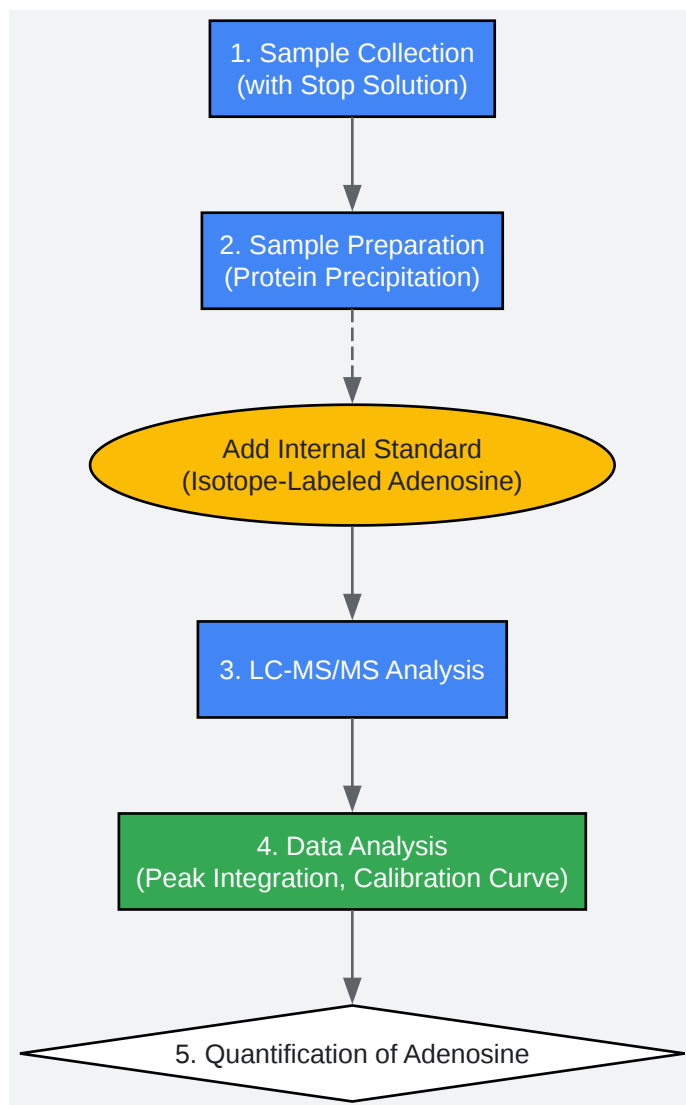 1. Sample Collection
(with Stop Solution)
2. Sample Preparation
(Protein Precipitation)
Add Internal Standard
(Isotope-Labeled Adenosine)
3. LC-MS/MS Analysis
4. Data Analysis
(Peak Integration, Calibration Curve)
5. Quantification of Adenosine